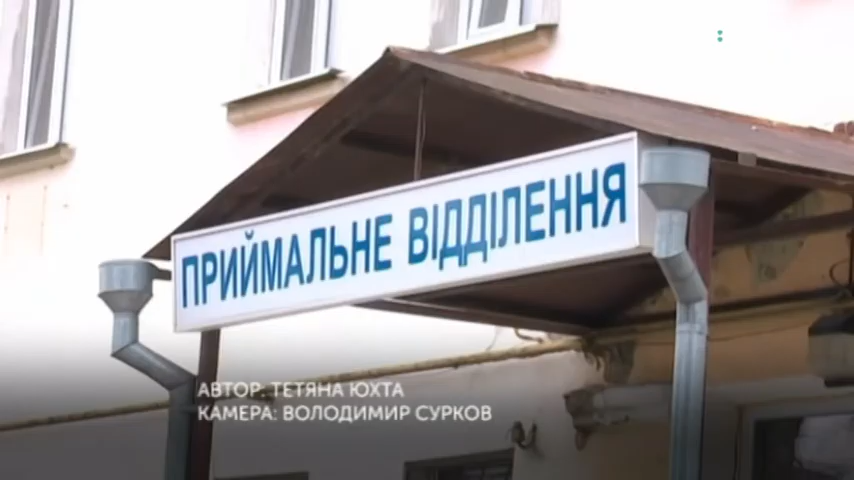 ПРИЙМАЛЬНЕ ВІДДІЛЕННЯ
АВТОР: ТЕТЯНА ЮХТА
КАМЕРА: ВОЛОДИМИР СУРКОВ